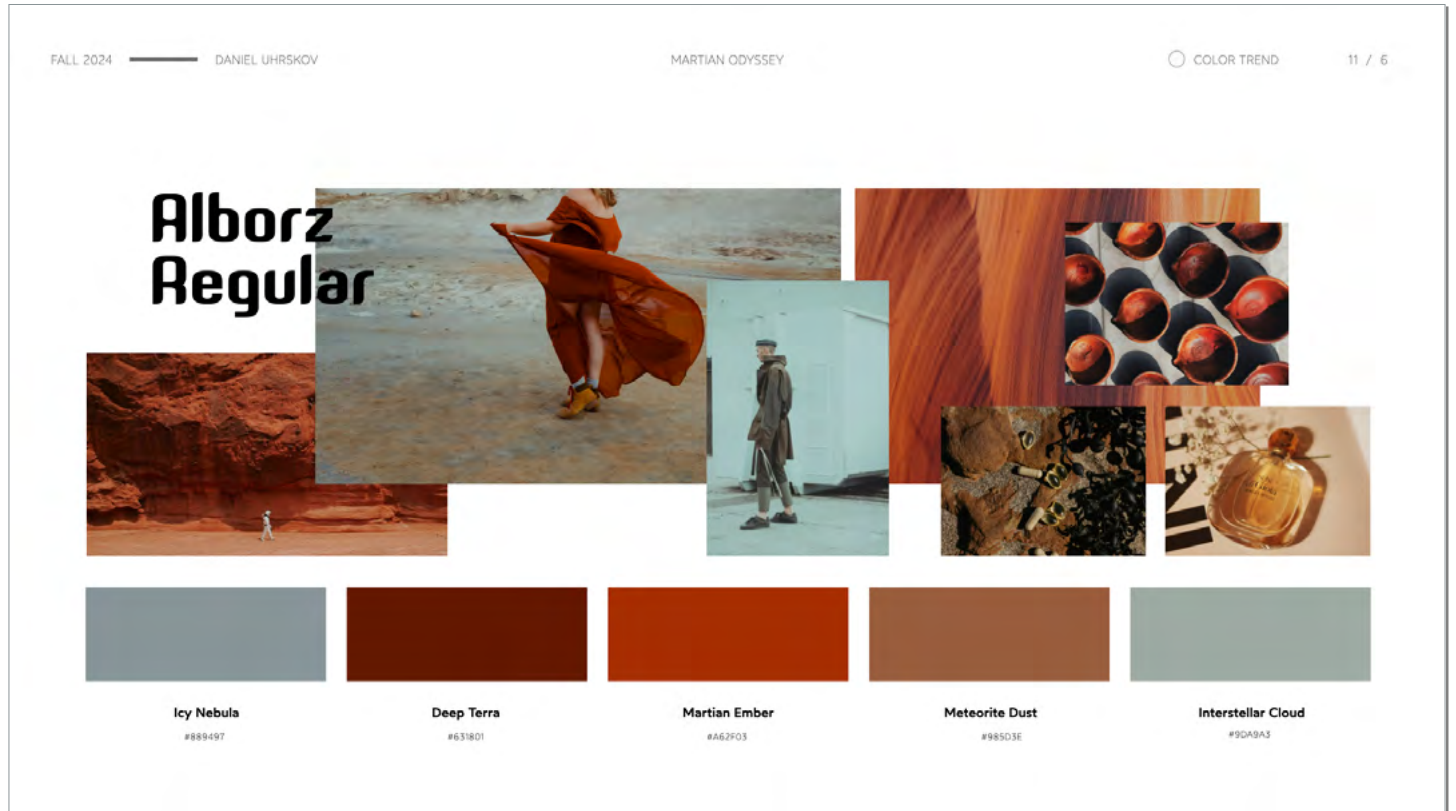 FALL 2024
DANIEL UHRSKOV
MARTIAN ODYSSEY
COLOR TREND
11 / 6
Alborz
Regular
Icy Nebula
#889497
Deep Terra
#631801
Martian Ember
#A62F03
Meteorite Dust
#985D3E
Interstellar Cloud
#9DA9A3